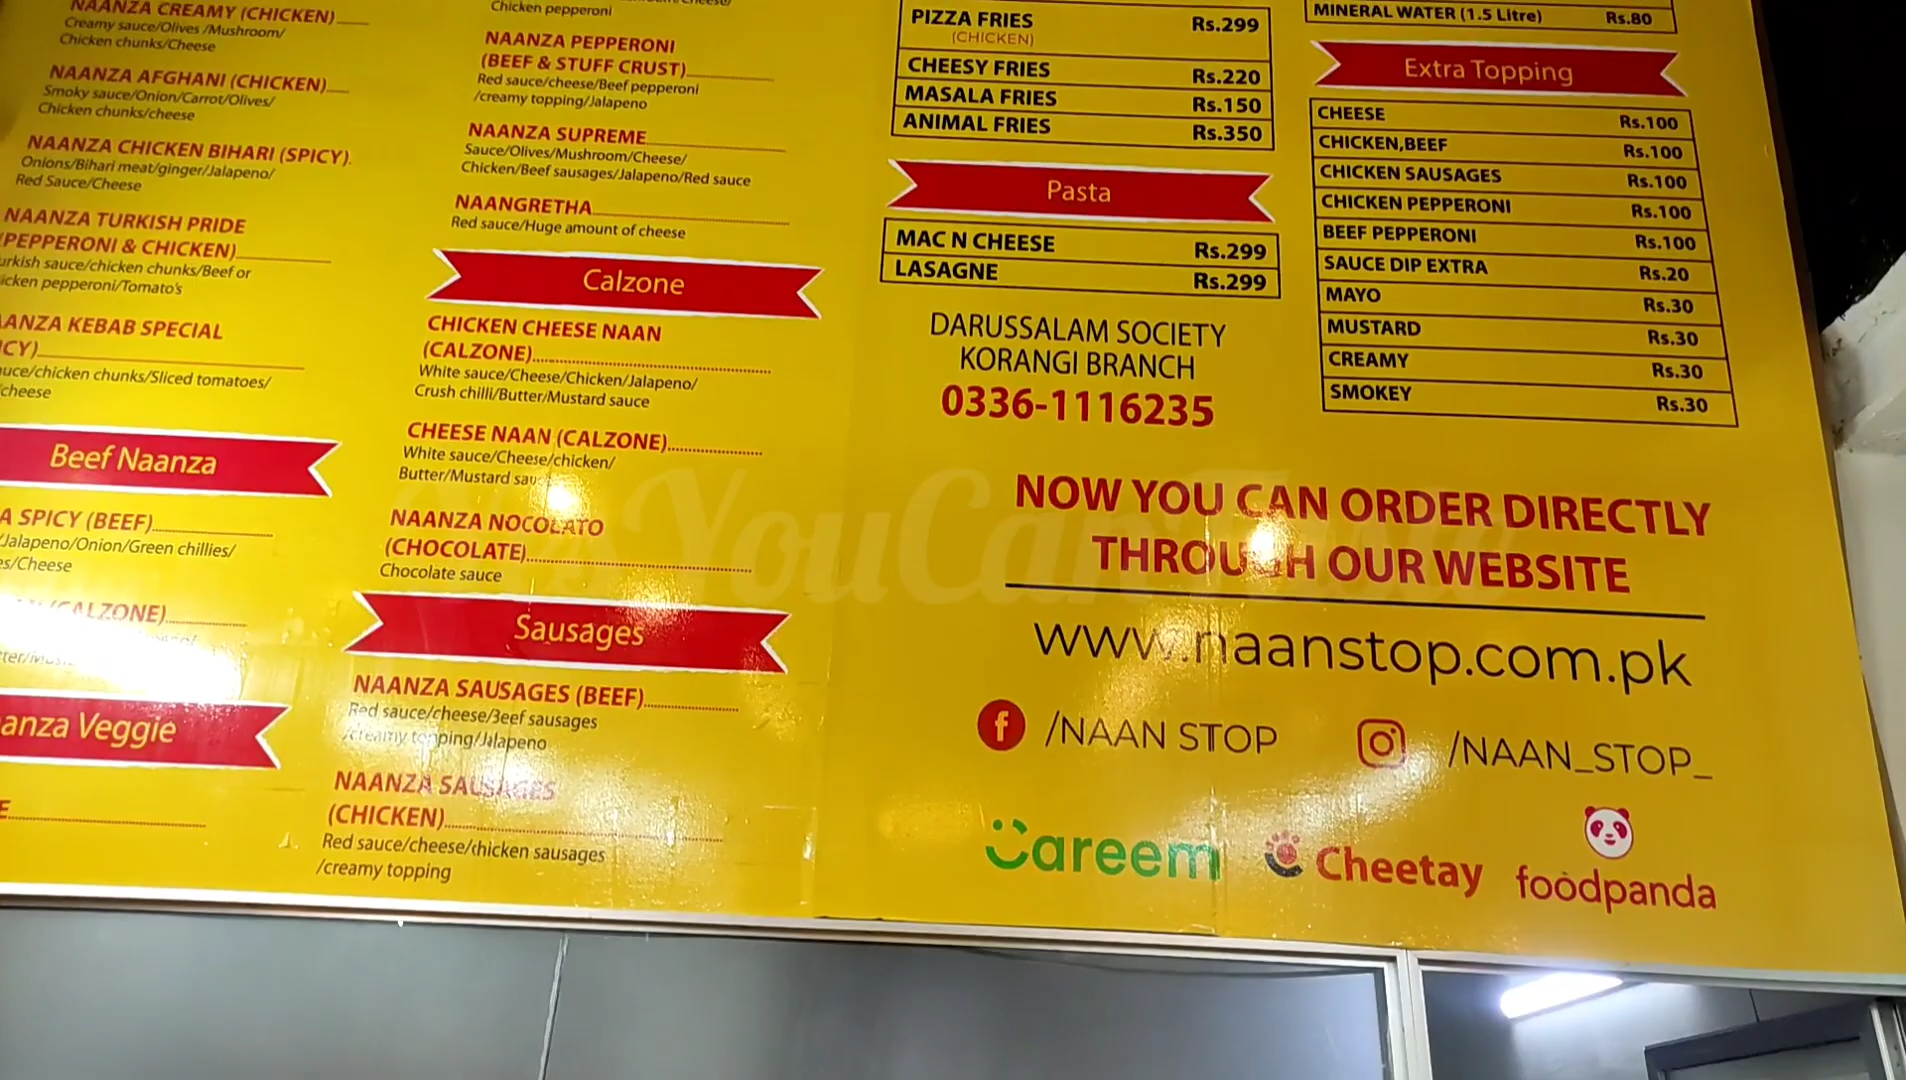 NAANZA CREAMY (CHICKEN)
Creamy sauce/Olives /Mushroom/
Chicken chunks/Cheese
NAANZA AFGHANI (CHICKEN)
Smoky sauce/Onion/Carrot/Olives/
Chicken chunks/cheese
NAANZA CHICKEN BIHARI (SPICY).
Onions/Bihari meat/ginger/Jalapeno/
Red Sauce/Cheese
NAANZA TURKISH PRIDE
(PEPPERONI & CHICKEN)
sauce/chicken chunks/Beef or
pepperoni/Tomato's
KEBAB SPECIAL
chunks/Sliced tomatoes/
cheese
Beef Naanza
SPICY (BEEF)
/Jalapeno/Onion/Green chillies/
/Cheese
(CALZONE)
Veggie
Chicken pepperoni
NAANZA PEPPERONI
(BEEF & STUFF CRUST)
Red sauce/cheese/Beef pepperoni
/creamy topping/Jalapeno
NAANZA SUPREME
Sauce/Olives/Mushroom/Cheese/
Chicken/Beef sausages/Jalapeno/Red sauce
NAANGRETHA
Red sauce/Huge amount of cheese
Calzone
CHICKEN CHEESE NAAN
(CALZONE)
White sauce/Cheese/Chicken/Jalapeno/
Crush chilli/Butter/Mustard sauce
CHEESE NAAN (CALZONE)
White sauce/Cheese/chicken/
Butter/Mustard
NAANZA NOCOLATO
(CHOCOLATE)
Chocolate sauce
Sausages
NAANZA SAUSAGES (BEEF)
Red sauce/cheese/Beef sausages
/creamy topping/Jalapeno
NAANZA SAUSAGES
(CHICKEN)
Red sauce/cheese/chicken sausages
/creamy topping
PIZZA FRIES Rs.299
(CHICKEN)
CHEESY FRIES Rs.220
MASALA FRIES Rs.150
ANIMAL FRIES Rs.350
Pasta
MAC N CHEESE Rs.299
LASAGNE Rs.299
DARUSSALAM SOCIETY
KORANGI BRANCH
0336-1116235
MINERAL WATER (1.5 Litre) Rs.80
Extra Topping
CHEESE Rs.100
CHICKEN,BEEF Rs.100
CHICKEN SAUSAGES Rs.100
CHICKEN PEPPERONI Rs.100
BEEF PEPPERONI Rs.100
SAUCE DIP EXTRA Rs.20
MAYO Rs.30
MUSTARD Rs.30
CREAMY Rs.30
SMOKEY Rs.30
NOW YOU CAN ORDER DIRECTLY
THROUGH OUR WEBSITE
www.naanstop.com.pk
/NAAN STOP /NAAN_STOP_
Careem Cheetay foodpanda